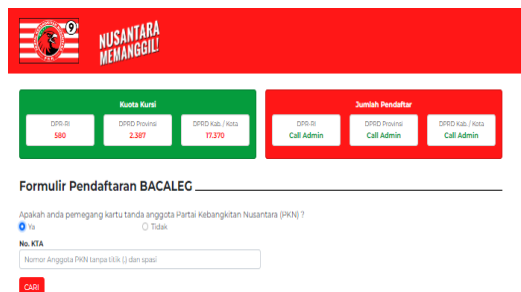 9
NUSANTARA
MEMANGGIL!
PKN
Kuota Kursi
DPR-RI
580
DPRD Provinsi
2.387
DPRD Kab./ Kota
17.370
Jumlah Pendaftar
DPR-RI
Call Admin
DPRD Provinsi
Call Admin
DPRD Kab./ Kota
Call Admin
Formulir Pendaftaran BACALEG
Apakah anda pemegang kartu tanda anggota Partai Kebangkitan Nusantara (PKN) ?
Ya Tidak
No. KTA
Nomor Anggota PKN tanpa titik (.) dan spasi
CARI